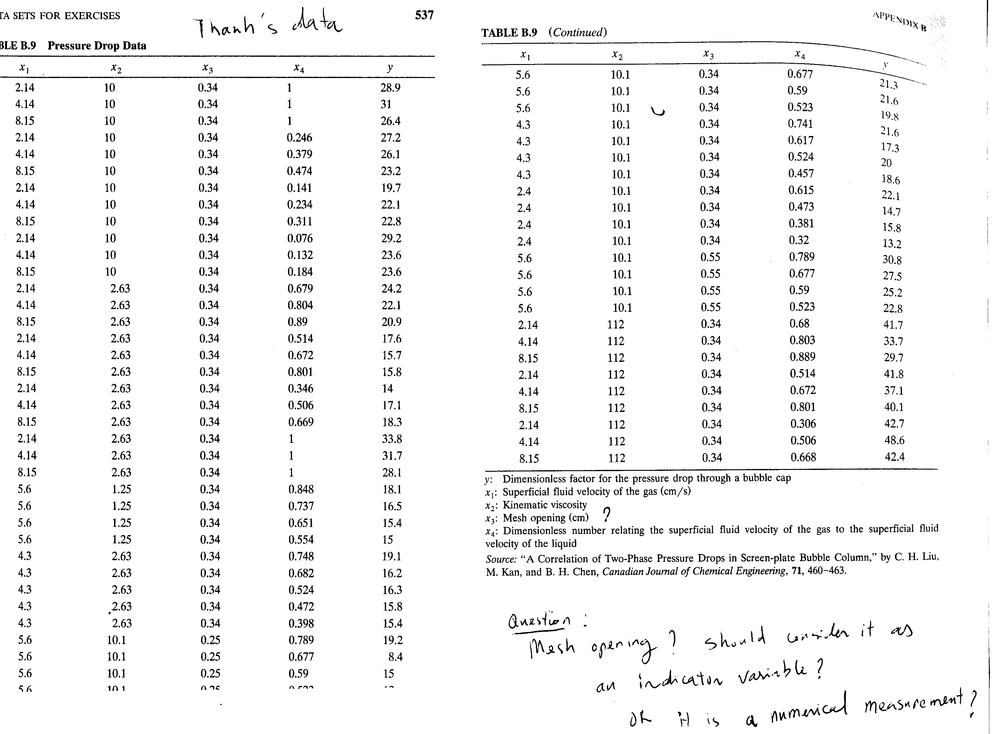 TA SETS FOR EXERCISES
Thanh's data
537
BLE B.9 Pressure Drop Data
x1 x2 x3 x4 y
2.14 10 0.34 1 28.9
4.14 10 0.34 1 31
8.15 10 0.34 1 26.4
2.14 10 0.34 0.246 27.2
4.14 10 0.34 0.379 26.1
8.15 10 0.34 0.474 23.2
2.14 10 0.34 0.141 19.7
4.14 10 0.34 0.234 22.1
8.15 10 0.34 0.311 22.8
2.14 10 0.34 0.076 29.2
4.14 10 0.34 0.132 23.6
8.15 10 0.34 0.184 23.6
2.14 2.63 0.34 0.679 24.2
4.14 2.63 0.34 0.804 22.1
8.15 2.63 0.34 0.89 20.9
2.14 2.63 0.34 0.514 17.6
4.14 2.63 0.34 0.672 15.7
8.15 2.63 0.34 0.801 15.8
2.14 2.63 0.34 0.346 14
4.14 2.63 0.34 0.506 17.1
8.15 2.63 0.34 0.669 18.3
2.14 2.63 0.34 1 33.8
4.14 2.63 0.34 1 31.7
8.15 2.63 0.34 1 28.1
5.6 1.25 0.34 0.848 18.1
5.6 1.25 0.34 0.737 16.5
5.6 1.25 0.34 0.651 15.4
5.6 1.25 0.34 0.554 15
4.3 2.63 0.34 0.748 19.1
4.3 2.63 0.34 0.682 16.2
4.3 2.63 0.34 0.524 16.3
4.3 2.63 0.34 0.472 15.8
4.3 2.63 0.34 0.398 15.4
5.6 10.1 0.25 0.789 19.2
5.6 10.1 0.25 0.677 8.4
5.6 10.1 0.25 0.59 15
5.6 10.1
APPENDIX B
TABLE B.9 (Continued)
x1 x2 x3 x4 y
5.6 10.1 0.34 0.677 21.3
5.6 10.1 0.34 0.59 21.6
5.6 10.1 0.34 0.523 19.8
4.3 10.1 0.34 0.741 21.6
4.3 10.1 0.34 0.617 17.3
4.3 10.1 0.34 0.524 20
4.3 10.1 0.34 0.457 18.6
2.4 10.1 0.34 0.615 22.1
2.4 10.1 0.34 0.473 14.7
2.4 10.1 0.34 0.381 15.8
2.4 10.1 0.34 0.32 13.2
5.6 10.1 0.55 0.789 30.8
5.6 10.1 0.55 0.677 27.5
5.6 10.1 0.55 0.59 25.2
5.6 10.1 0.55 0.523 22.8
2.14 112 0.34 0.68 41.7
4.14 112 0.34 0.803 33.7
8.15 112 0.34 0.889 29.7
2.14 112 0.34 0.514 41.8
4.14 112 0.34 0.672 37.1
8.15 112 0.34 0.801 40.1
2.14 112 0.34 0.306 42.7
4.14 112 0.34 0.506 48.6
8.15 112 0.34 0.668 42.4
y: Dimensionless factor for the pressure drop through a bubble cap
x1: Superficial fluid velocity of the gas (cm/s)
x2: Kinematic viscosity
x3: Mesh opening (cm) ?
x4: Dimensionless number relating the superficial fluid velocity of the gas to the superficial fluid
velocity of the liquid
Source: "A Correlation of Two-Phase Pressure Drops in Screen-plate Bubble Column," by C. H. Liu,
M. Kan, and B. H. Chen, Canadian Journal of Chemical Engineering, 71, 460–463.
Question :
Mesh opening ? should consider it as
an indicator variable ?
OR it is a numerical measurement ?